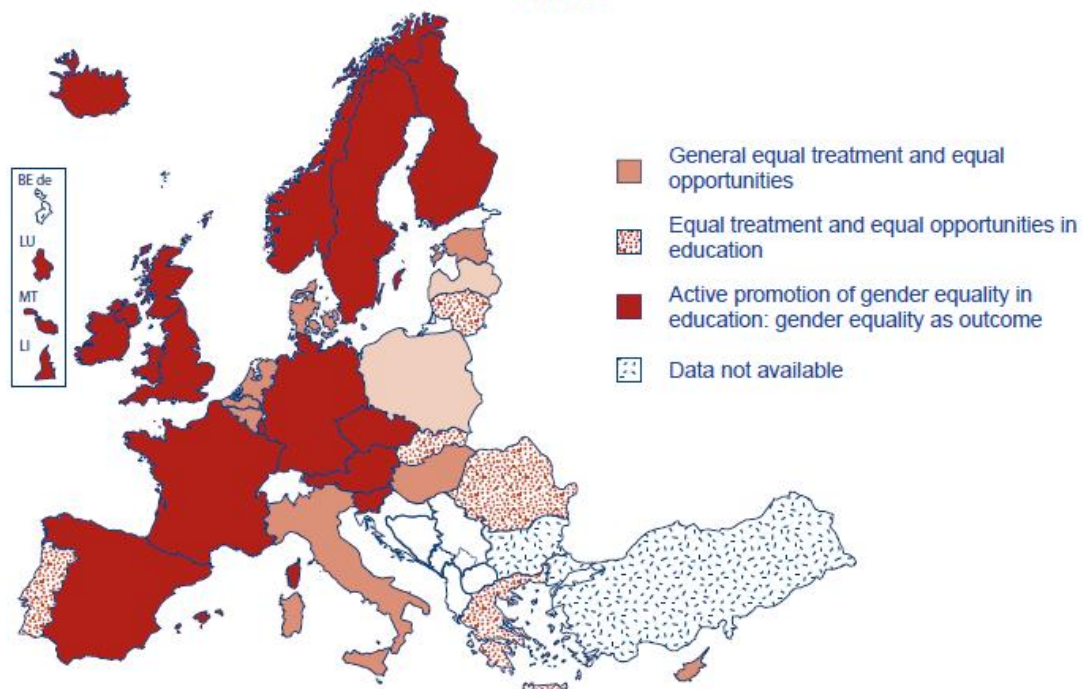 BE de
LU
MT
LI
General equal treatment and equal
opportunities
Equal treatment and equal opportunities in
education
Active promotion of gender equality in
education: gender equality as outcome
Data not available